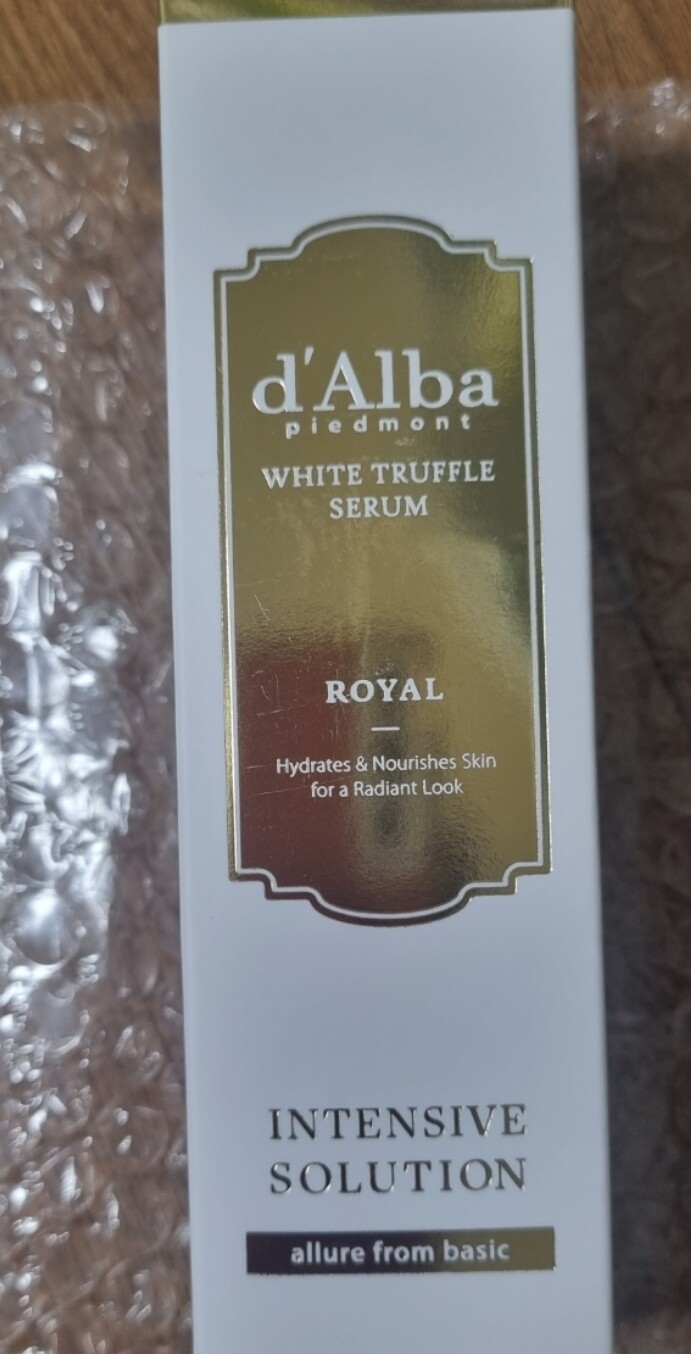 d'Alba
piedmont
WHITE TRUFFLE
SERUM
ROYAL
Hydrates & Nourishes Skin
for a Radiant Look
INTENSIVE
SOLUTION
allure from basic